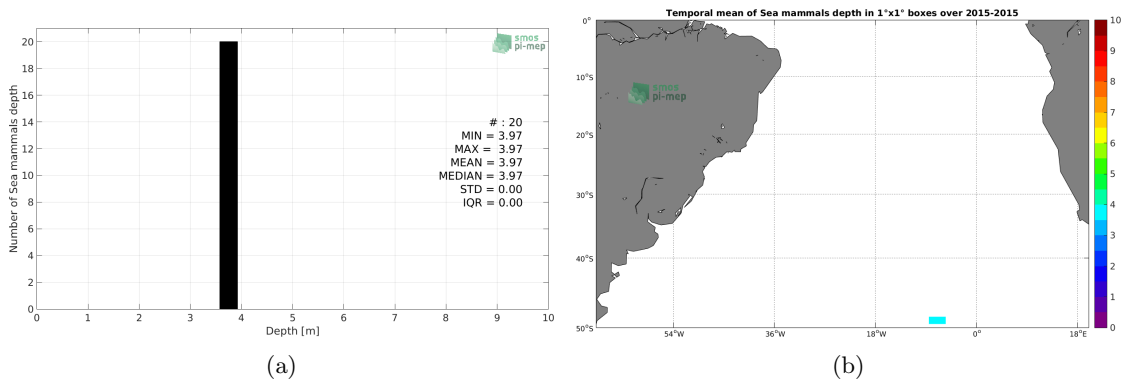 smos
pi-mep
Number of Sea mammals depth
20
18
16
14
12
10
8
6
4
2
0
# : 20
MIN = 3.97
MAX = 3.97
MEAN = 3.97
MEDIAN = 3.97
STD = 0.00
IQR = 0.00
0 1 2 3 4 5 6 7 8 9 10
Depth [m]
(a)
Temporal mean of Sea mammals depth in 1°x1° boxes over 2015-2015
smos
pi-mep
0°
10°S
20°S
30°S
40°S
50°S
54°W 36°W 18°W 0° 18°E
10
9
8
7
6
5
4
3
2
1
0
(b)